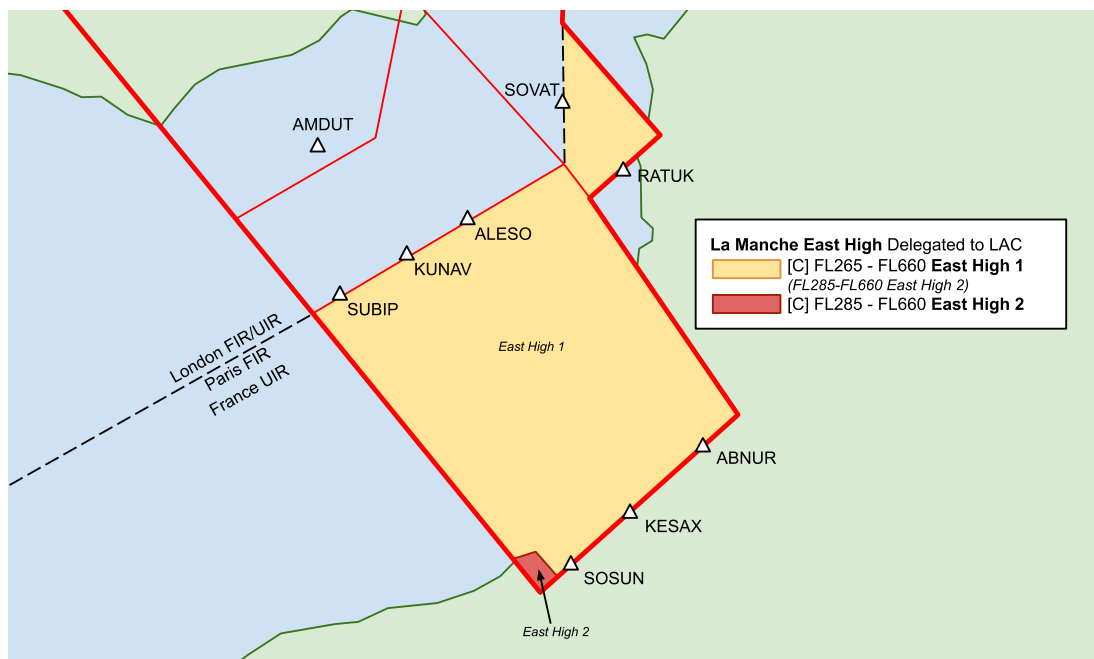 SOVAT
AMDUT
RATUK
ALESO
KUNAV
SUBIP
London FIR/UIR
Paris FIR
France UIR
East High 1
La Manche East High Delegated to LAC
[C] FL265 - FL660 East High 1
(FL285-FL660 East High 2)
[C] FL285 - FL660 East High 2
ABNUR
KESAX
SOSUN
East High 2